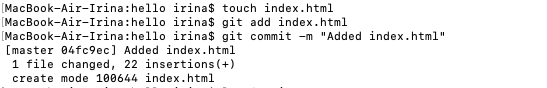 [MacBook-Air-Irina:hello irina$ touch index.html
[MacBook-Air-Irina:hello irina$ git add index.html
[MacBook-Air-Irina:hello irina$ git commit -m "Added index.html"
[master 04fc9ec] Added index.html
1 file changed, 22 insertions(+)
create mode 100644 index.html